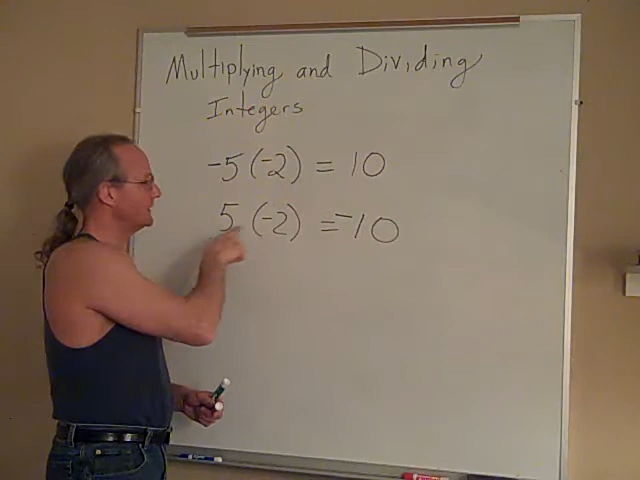 Multiplying and Dividing
Integers
-5(-2) = 10
5(-2) = -10